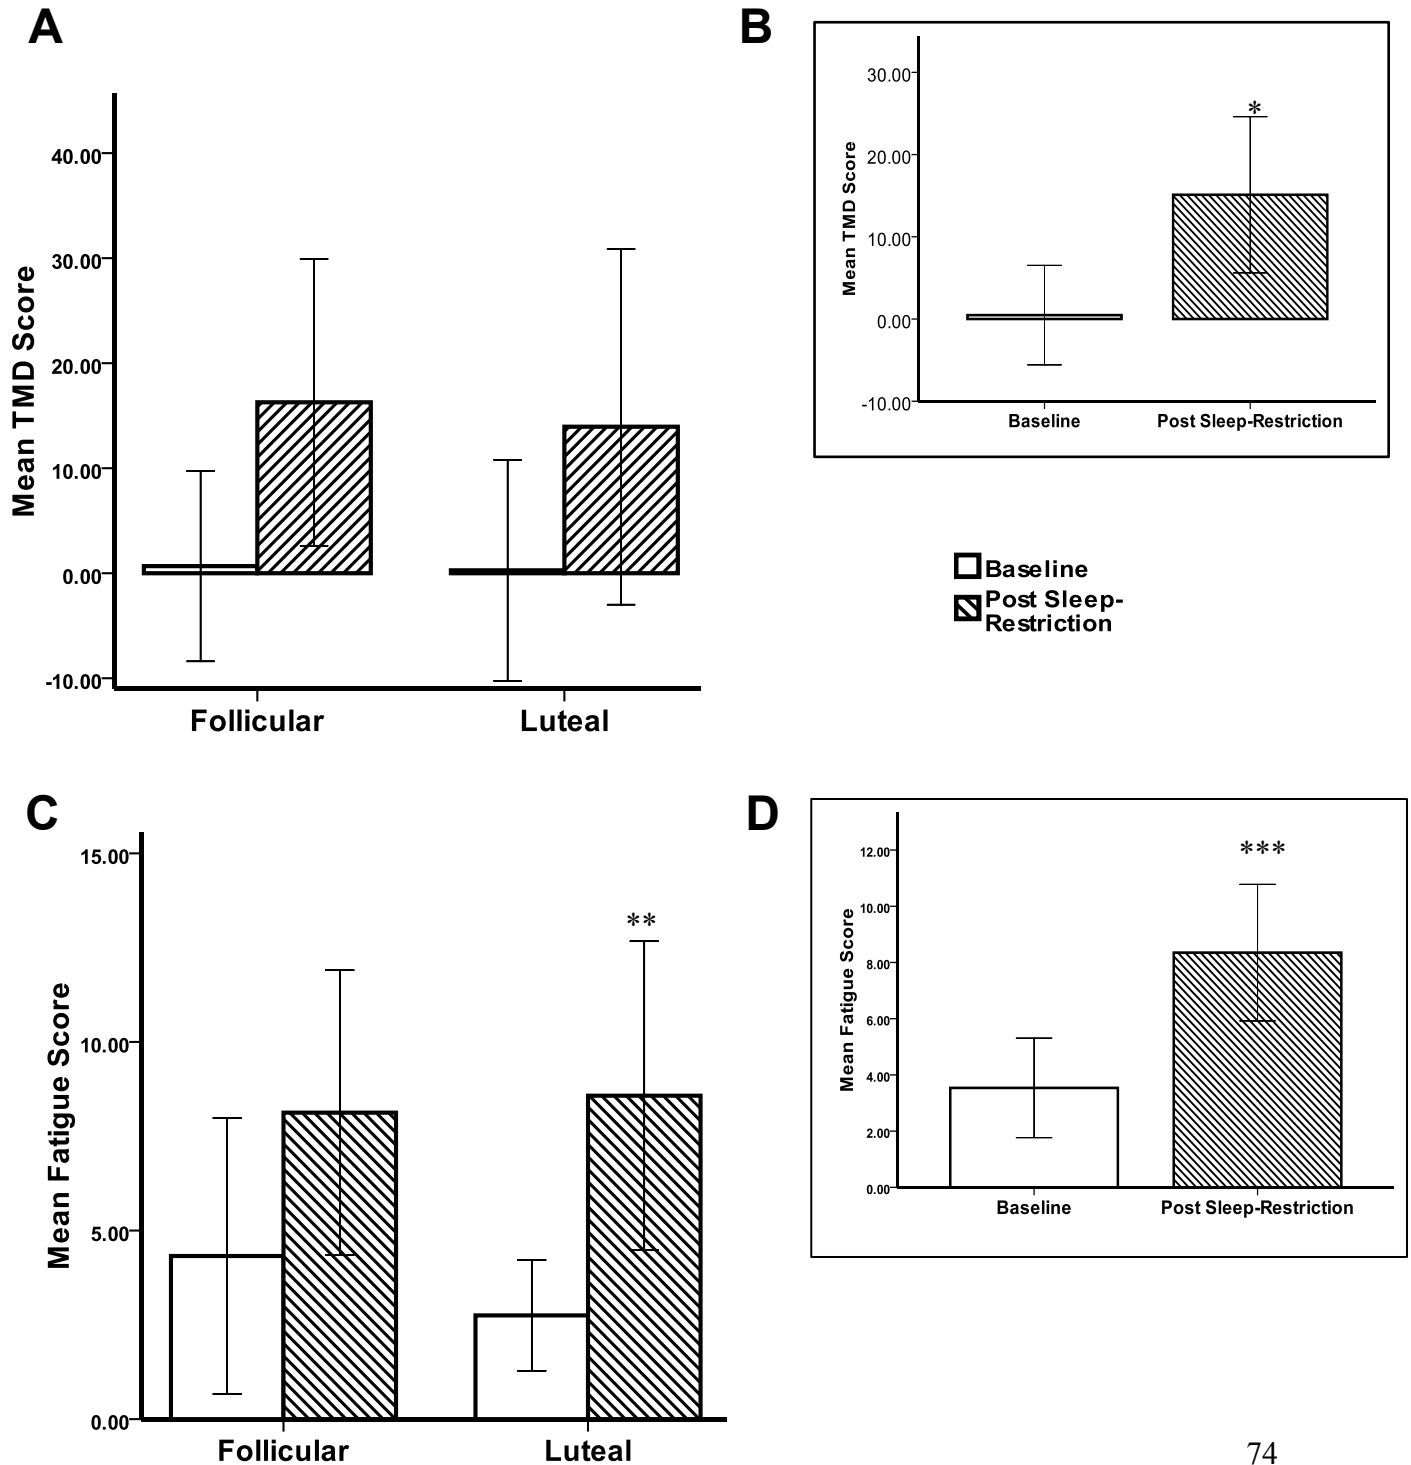 A
Mean TMD Score
40.00
30.00
20.00
10.00
0.00
-10.00
Follicular
Luteal
B
Mean TMD Score
30.00
20.00
10.00
0.00
-10.00
*
Baseline
Post Sleep-Restriction
Baseline
Post Sleep-
Restriction
C
Mean Fatigue Score
15.00
10.00
5.00
0.00
**
Follicular
Luteal
D
Mean Fatigue Score
12.00
10.00
8.00
6.00
4.00
2.00
0.00
***
Baseline
Post Sleep-Restriction
74